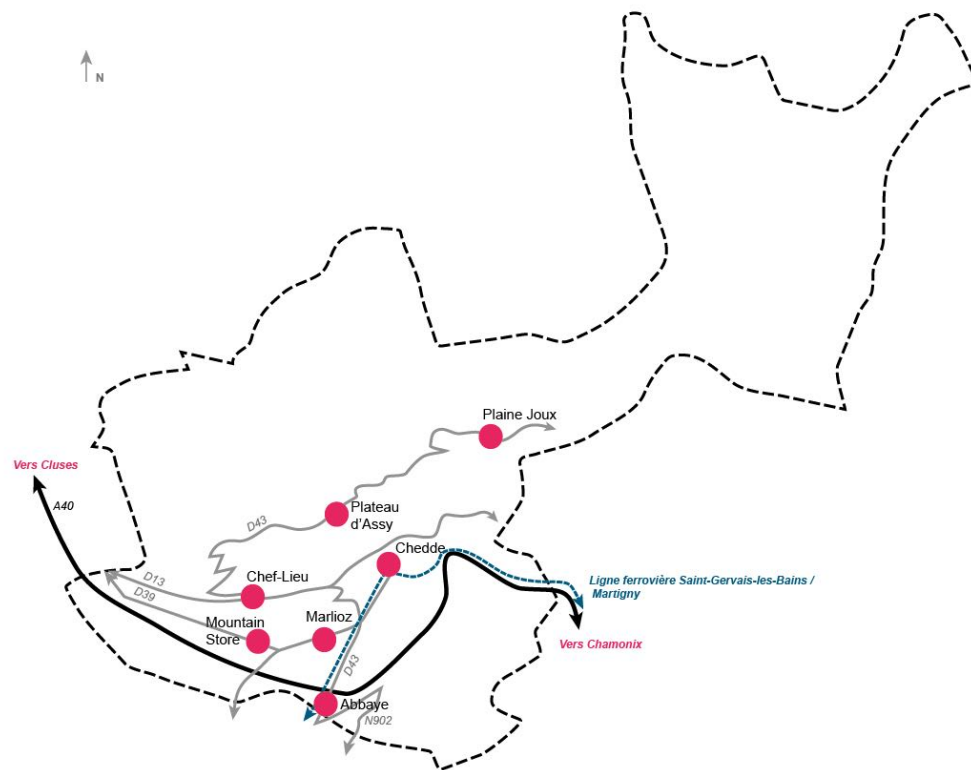 N
Plaine Joux
Vers Cluses
A40
Plateau
d'Assy
D43
Chedde
Ligne ferrovière Saint-Gervais-les-Bains /
Martigny
D13
Chef-Lieu
D39
Mountain
Store
Marlioz
Vers Chamonix
D43
Abbaye
N902